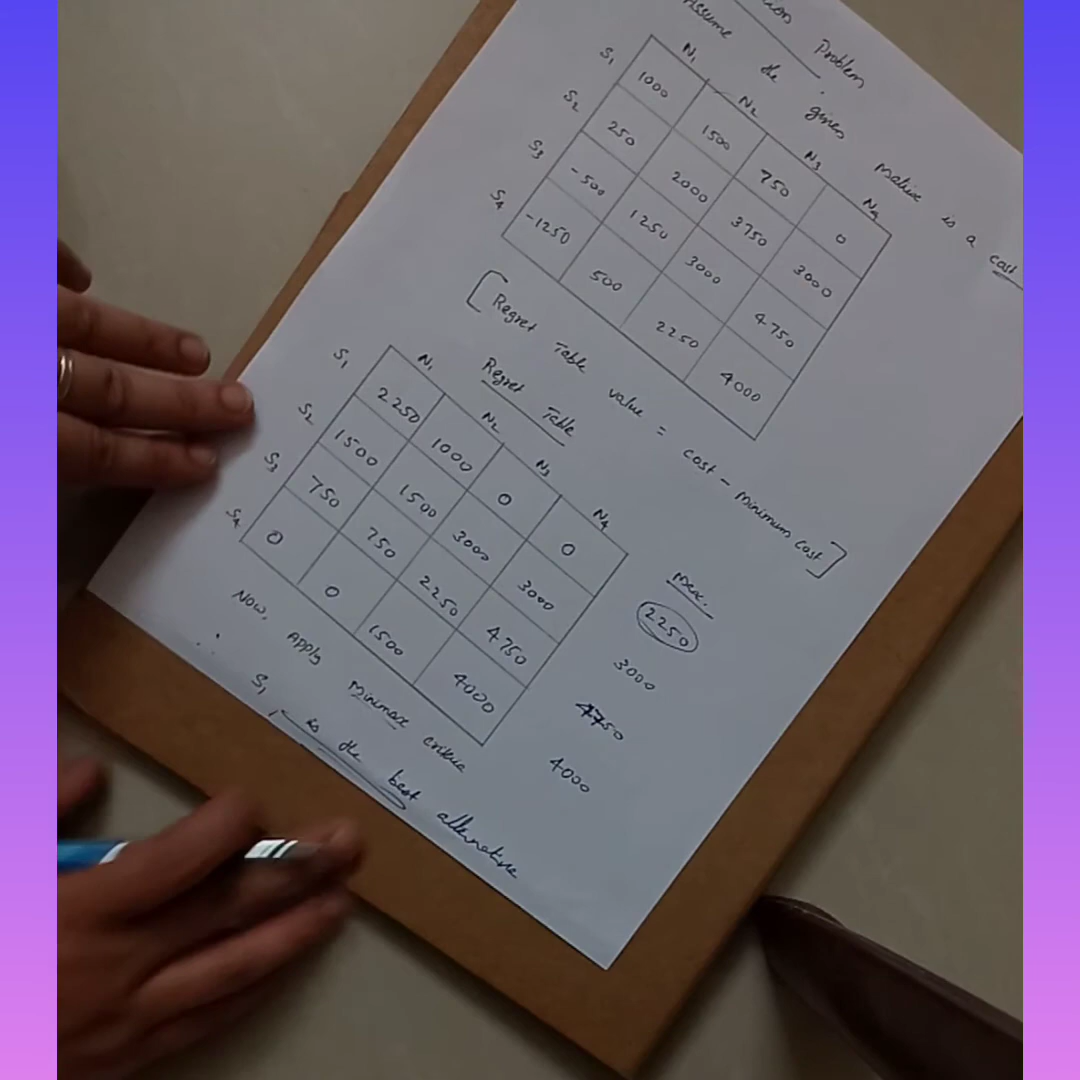 tion Problem
Assume the given Matrix is a cost
N1 N2 N3 N4
S1 1000 1500 750 0
S2 250 2000 3750 3000
S3 -500 1250 3000 4750
S4 -1250 500 2250 4000
[Regret Table value = cost - Minimum cost]
Regret Table
N1 N2 N3 N4 Max.
S1 2250 1000 0 0 2250
S2 1500 1500 3000 3000 3000
S3 750 750 2250 4750 4750
S4 0 0 1500 4000 4000
Now, apply Minimax criteria
∴ S1 is the best alternative